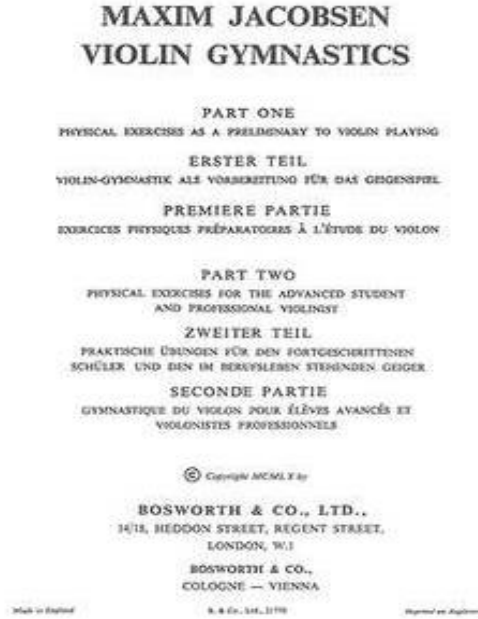 MAXIM JACOBSEN
VIOLIN GYMNASTICS
PART ONE
PHYSICAL EXERCISES AS A PRELIMINARY TO VIOLIN PLAYING
ERSTER TEIL
VIOLIN-GYMNASTIK ALS VORBEREITUNG FÜR DAS GEIGENSPIEL
PREMIERE PARTIE
EXERCICES PHYSIQUES PRÉPARATOIRES À L'ÉTUDE DU VIOLON
PART TWO
PHYSICAL EXERCISES FOR THE ADVANCED STUDENT
AND PROFESSIONAL VIOLINIST
ZWEITER TEIL
PRAKTISCHE ÜBUNGEN FÜR DEN FORTGESCHRITTENEN
SCHÜLER UND DEN IM BERUFSLEBEN STEHENDEN GEIGER
SECONDE PARTIE
GYMNASTIQUE DU VIOLON POUR ÉLÈVES AVANCÉS ET
VIOLONISTES PROFESSIONNELS
© Copyright MCMLX by
BOSWORTH & CO., LTD.,
14/18, HEDDON STREET, REGENT STREET,
LONDON, W.1
BOSWORTH & CO.,
COLOGNE — VIENNA
Made in England
B. & Co., Ltd.,